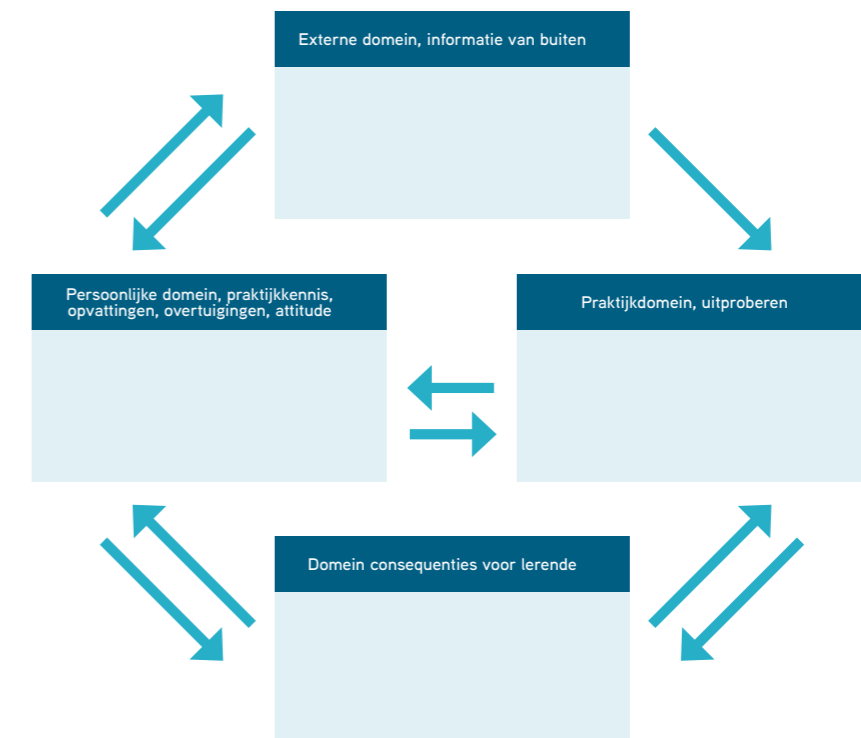 Externe domein, informatie van buiten
Persoonlijke domein, praktijkkennis,
opvattingen, overtuigingen, attitude
Praktijkdomein, uitproberen
Domein consequenties voor lerende